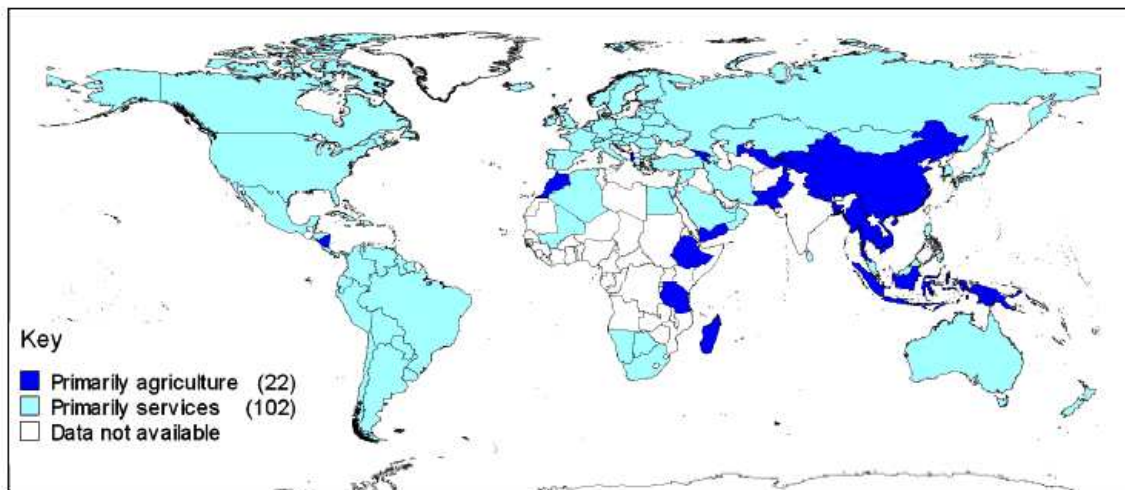 Key
Primarily agriculture (22)
Primarily services (102)
Data not available